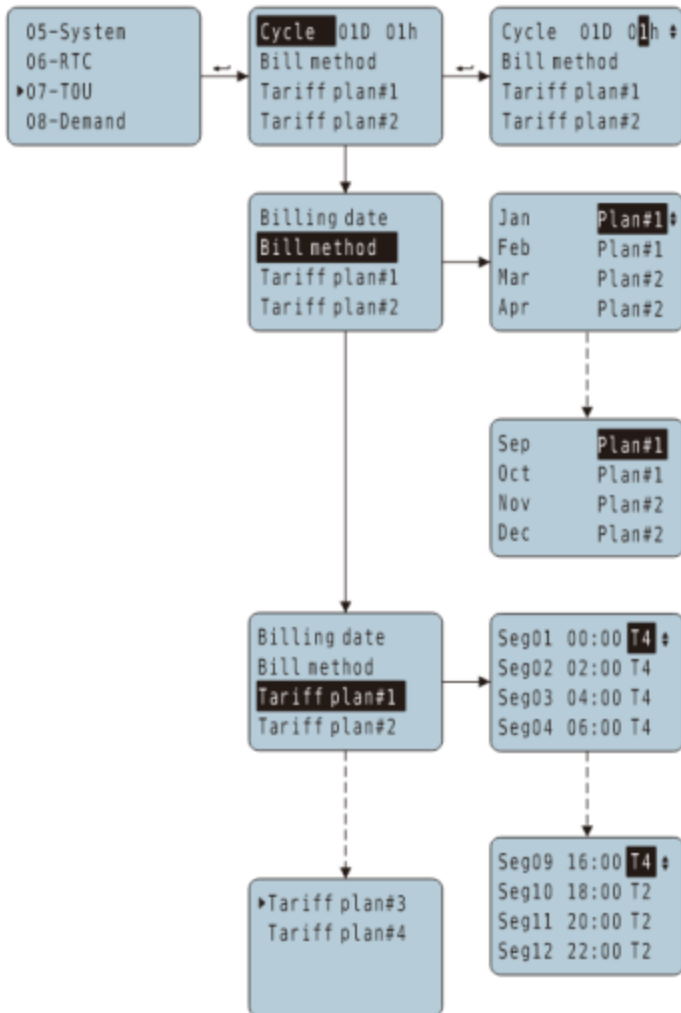 05-System
06-RTC
▸07-TOU
08-Demand
Cycle 01D 01h
Bill method
Tariff plan#1
Tariff plan#2
Cycle 01D 01h
Bill method
Tariff plan#1
Tariff plan#2
Billing date
Bill method
Tariff plan#1
Tariff plan#2
Jan Plan#1
Feb Plan#1
Mar Plan#2
Apr Plan#2
Sep Plan#1
Oct Plan#1
Nov Plan#2
Dec Plan#2
Billing date
Bill method
Tariff plan#1
Tariff plan#2
Seg01 00:00 T4
Seg02 02:00 T4
Seg03 04:00 T4
Seg04 06:00 T4
Seg09 16:00 T4
Seg10 18:00 T2
Seg11 20:00 T2
Seg12 22:00 T2
▸Tariff plan#3
Tariff plan#4